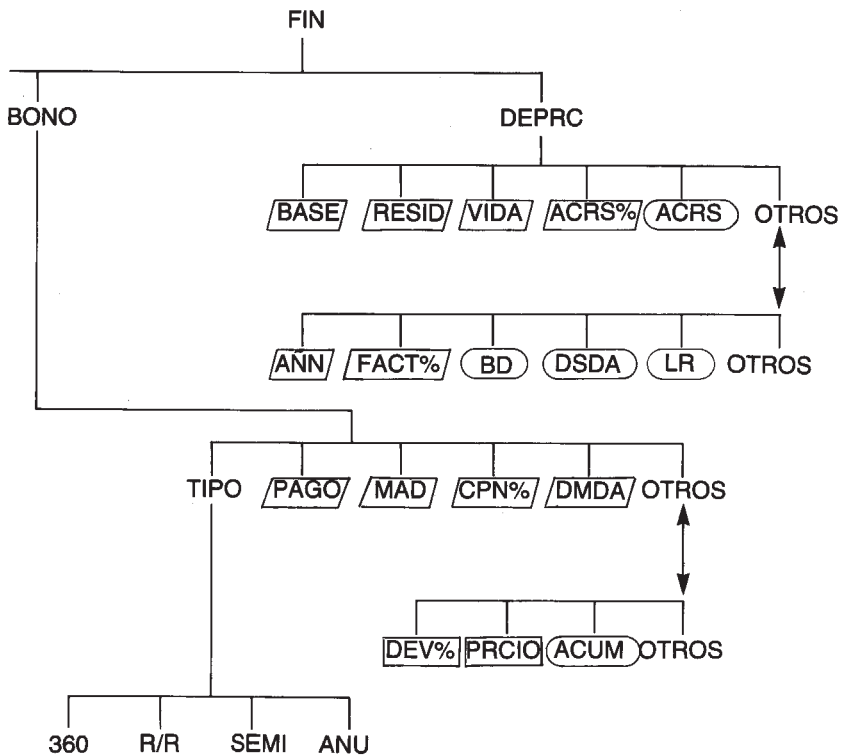 FIN
BONO DEPRC
BASE RESID VIDA ACRS% ACRS OTROS
ANN FACT% BD DSDA LR OTROS
TIPO PAGO MAD CPN% DMDA OTROS
DEV% PRCIO ACUM OTROS
360 R/R SEMI ANU